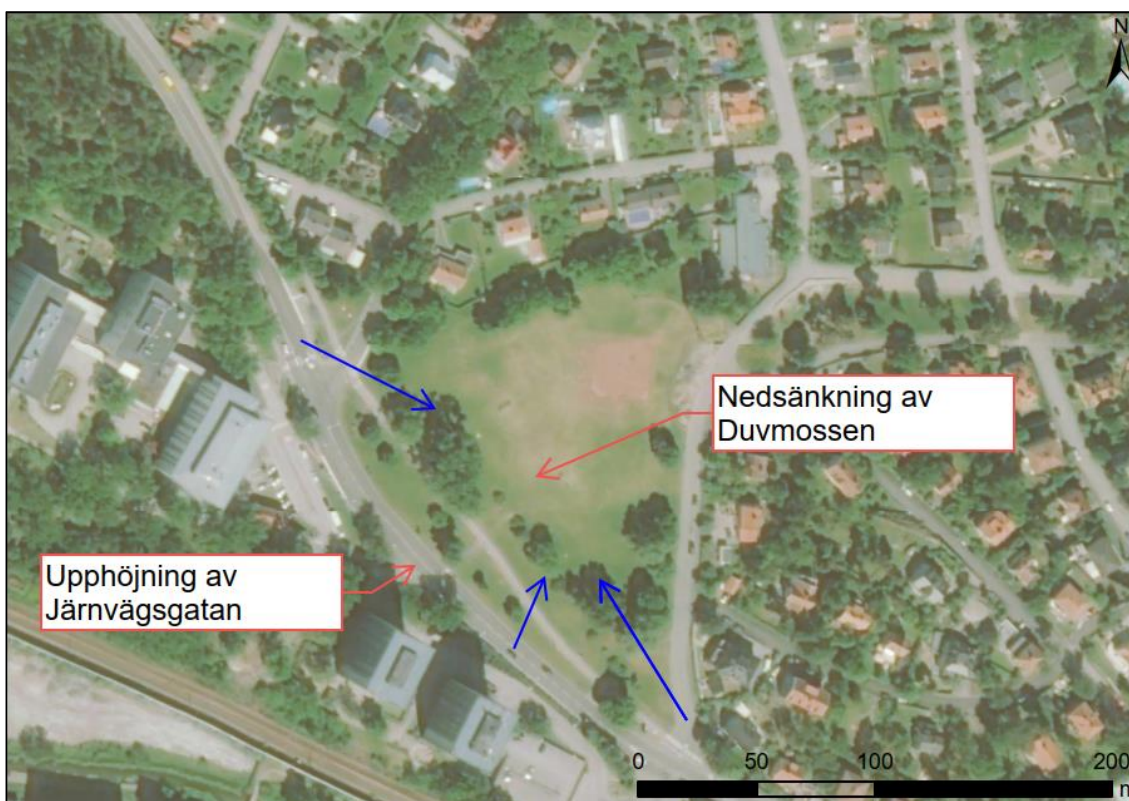 N
Nedsänkning av
Duvmossen
Upphöjning av
Järnvägsgatan
0 50 100 200
m